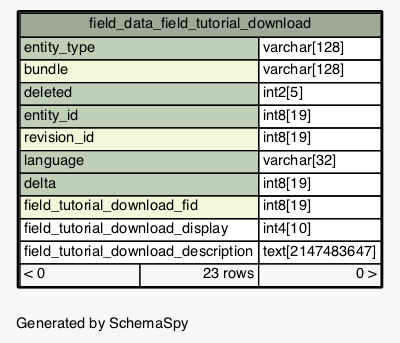 field_data_field_tutorial_download
entity_type varchar[128]
bundle varchar[128]
deleted int2[5]
entity_id int8[19]
revision_id int8[19]
language varchar[32]
delta int8[19]
field_tutorial_download_fid int8[19]
field_tutorial_download_display int4[10]
field_tutorial_download_description text[2147483647]
< 0 23 rows 0 >
Generated by SchemaSpy